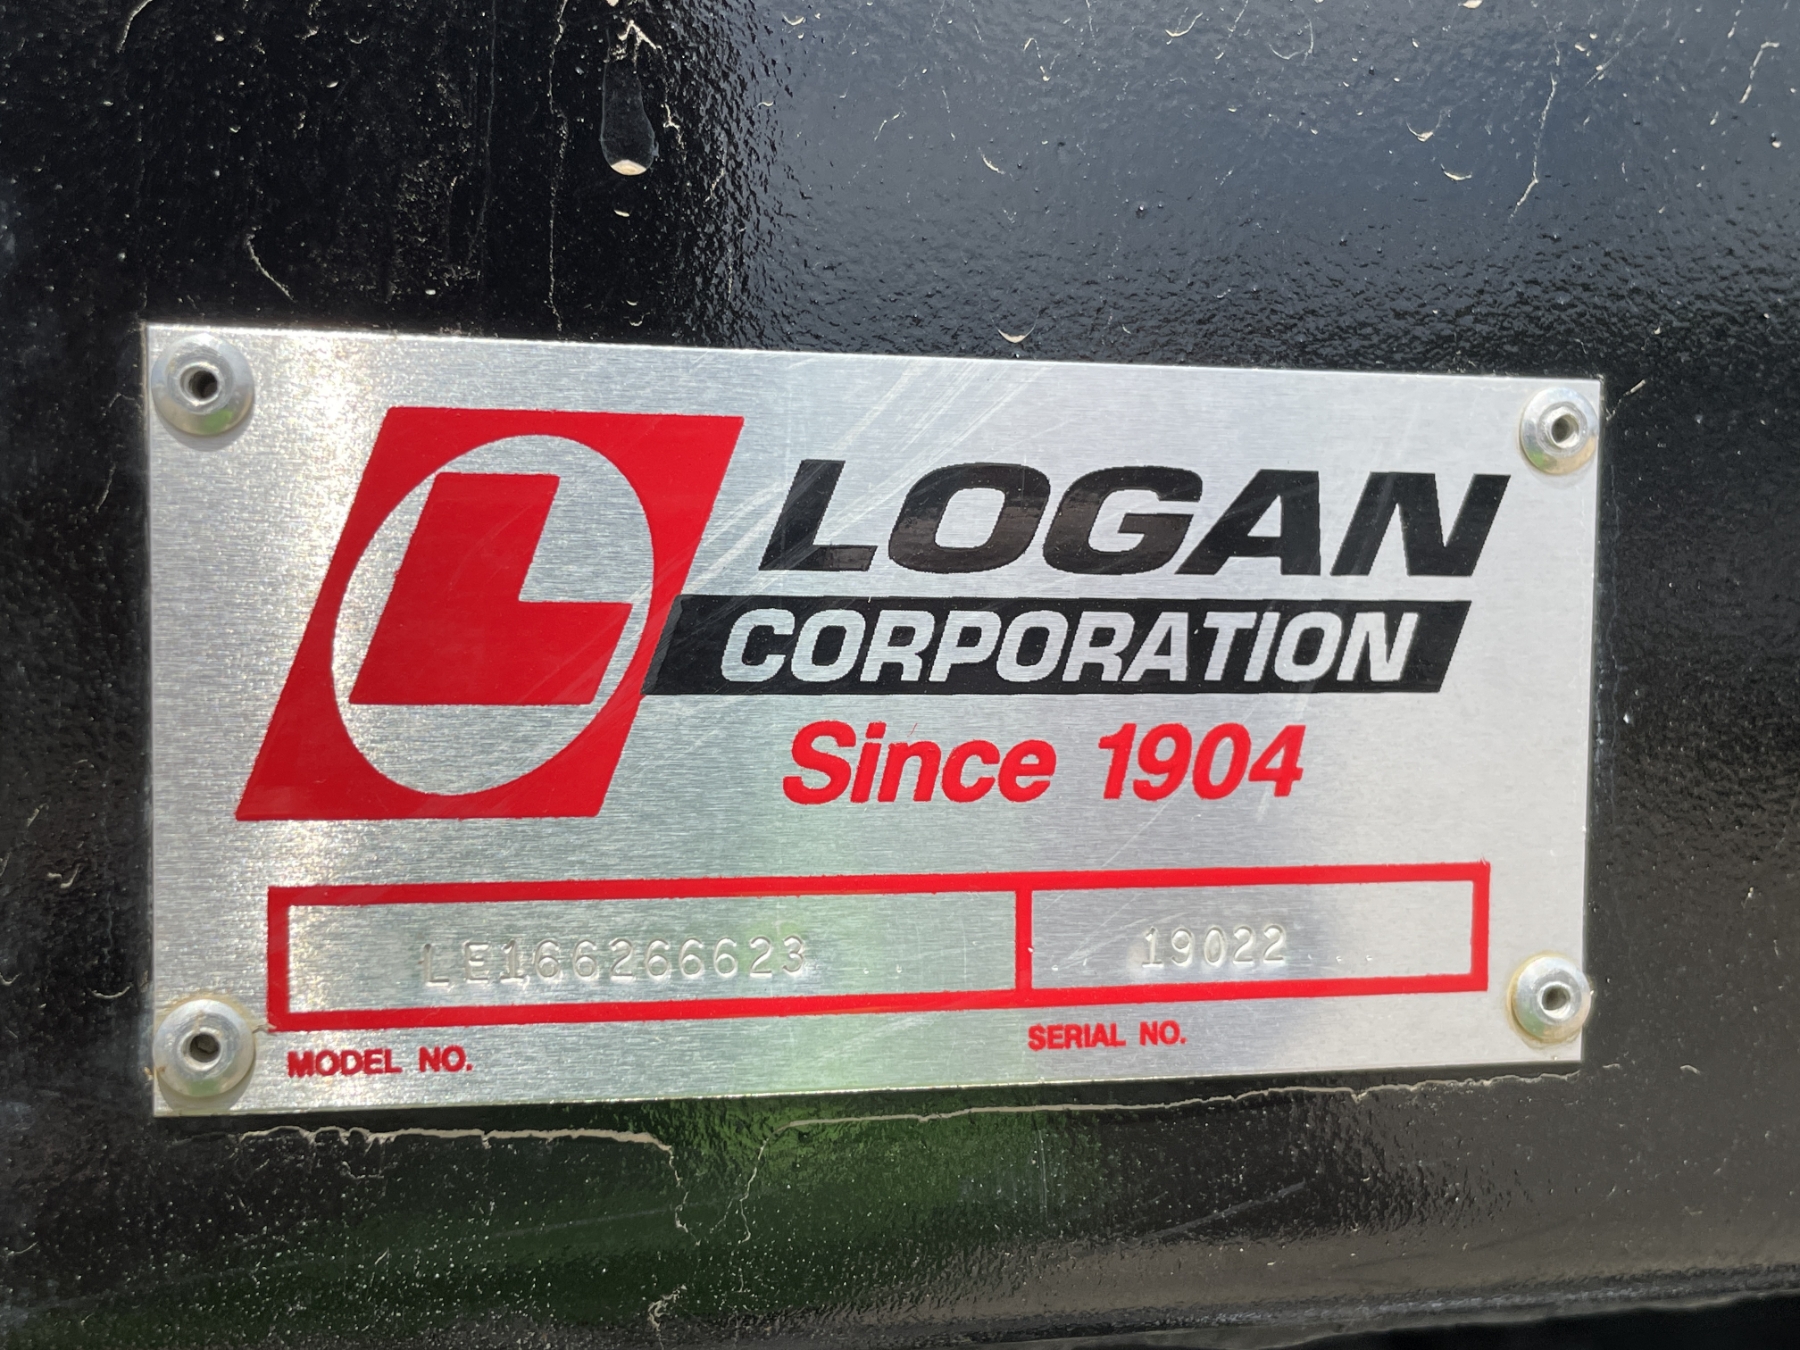 L
LOGAN
CORPORATION
Since 1904
LE166266623
19022
MODEL NO.
SERIAL NO.